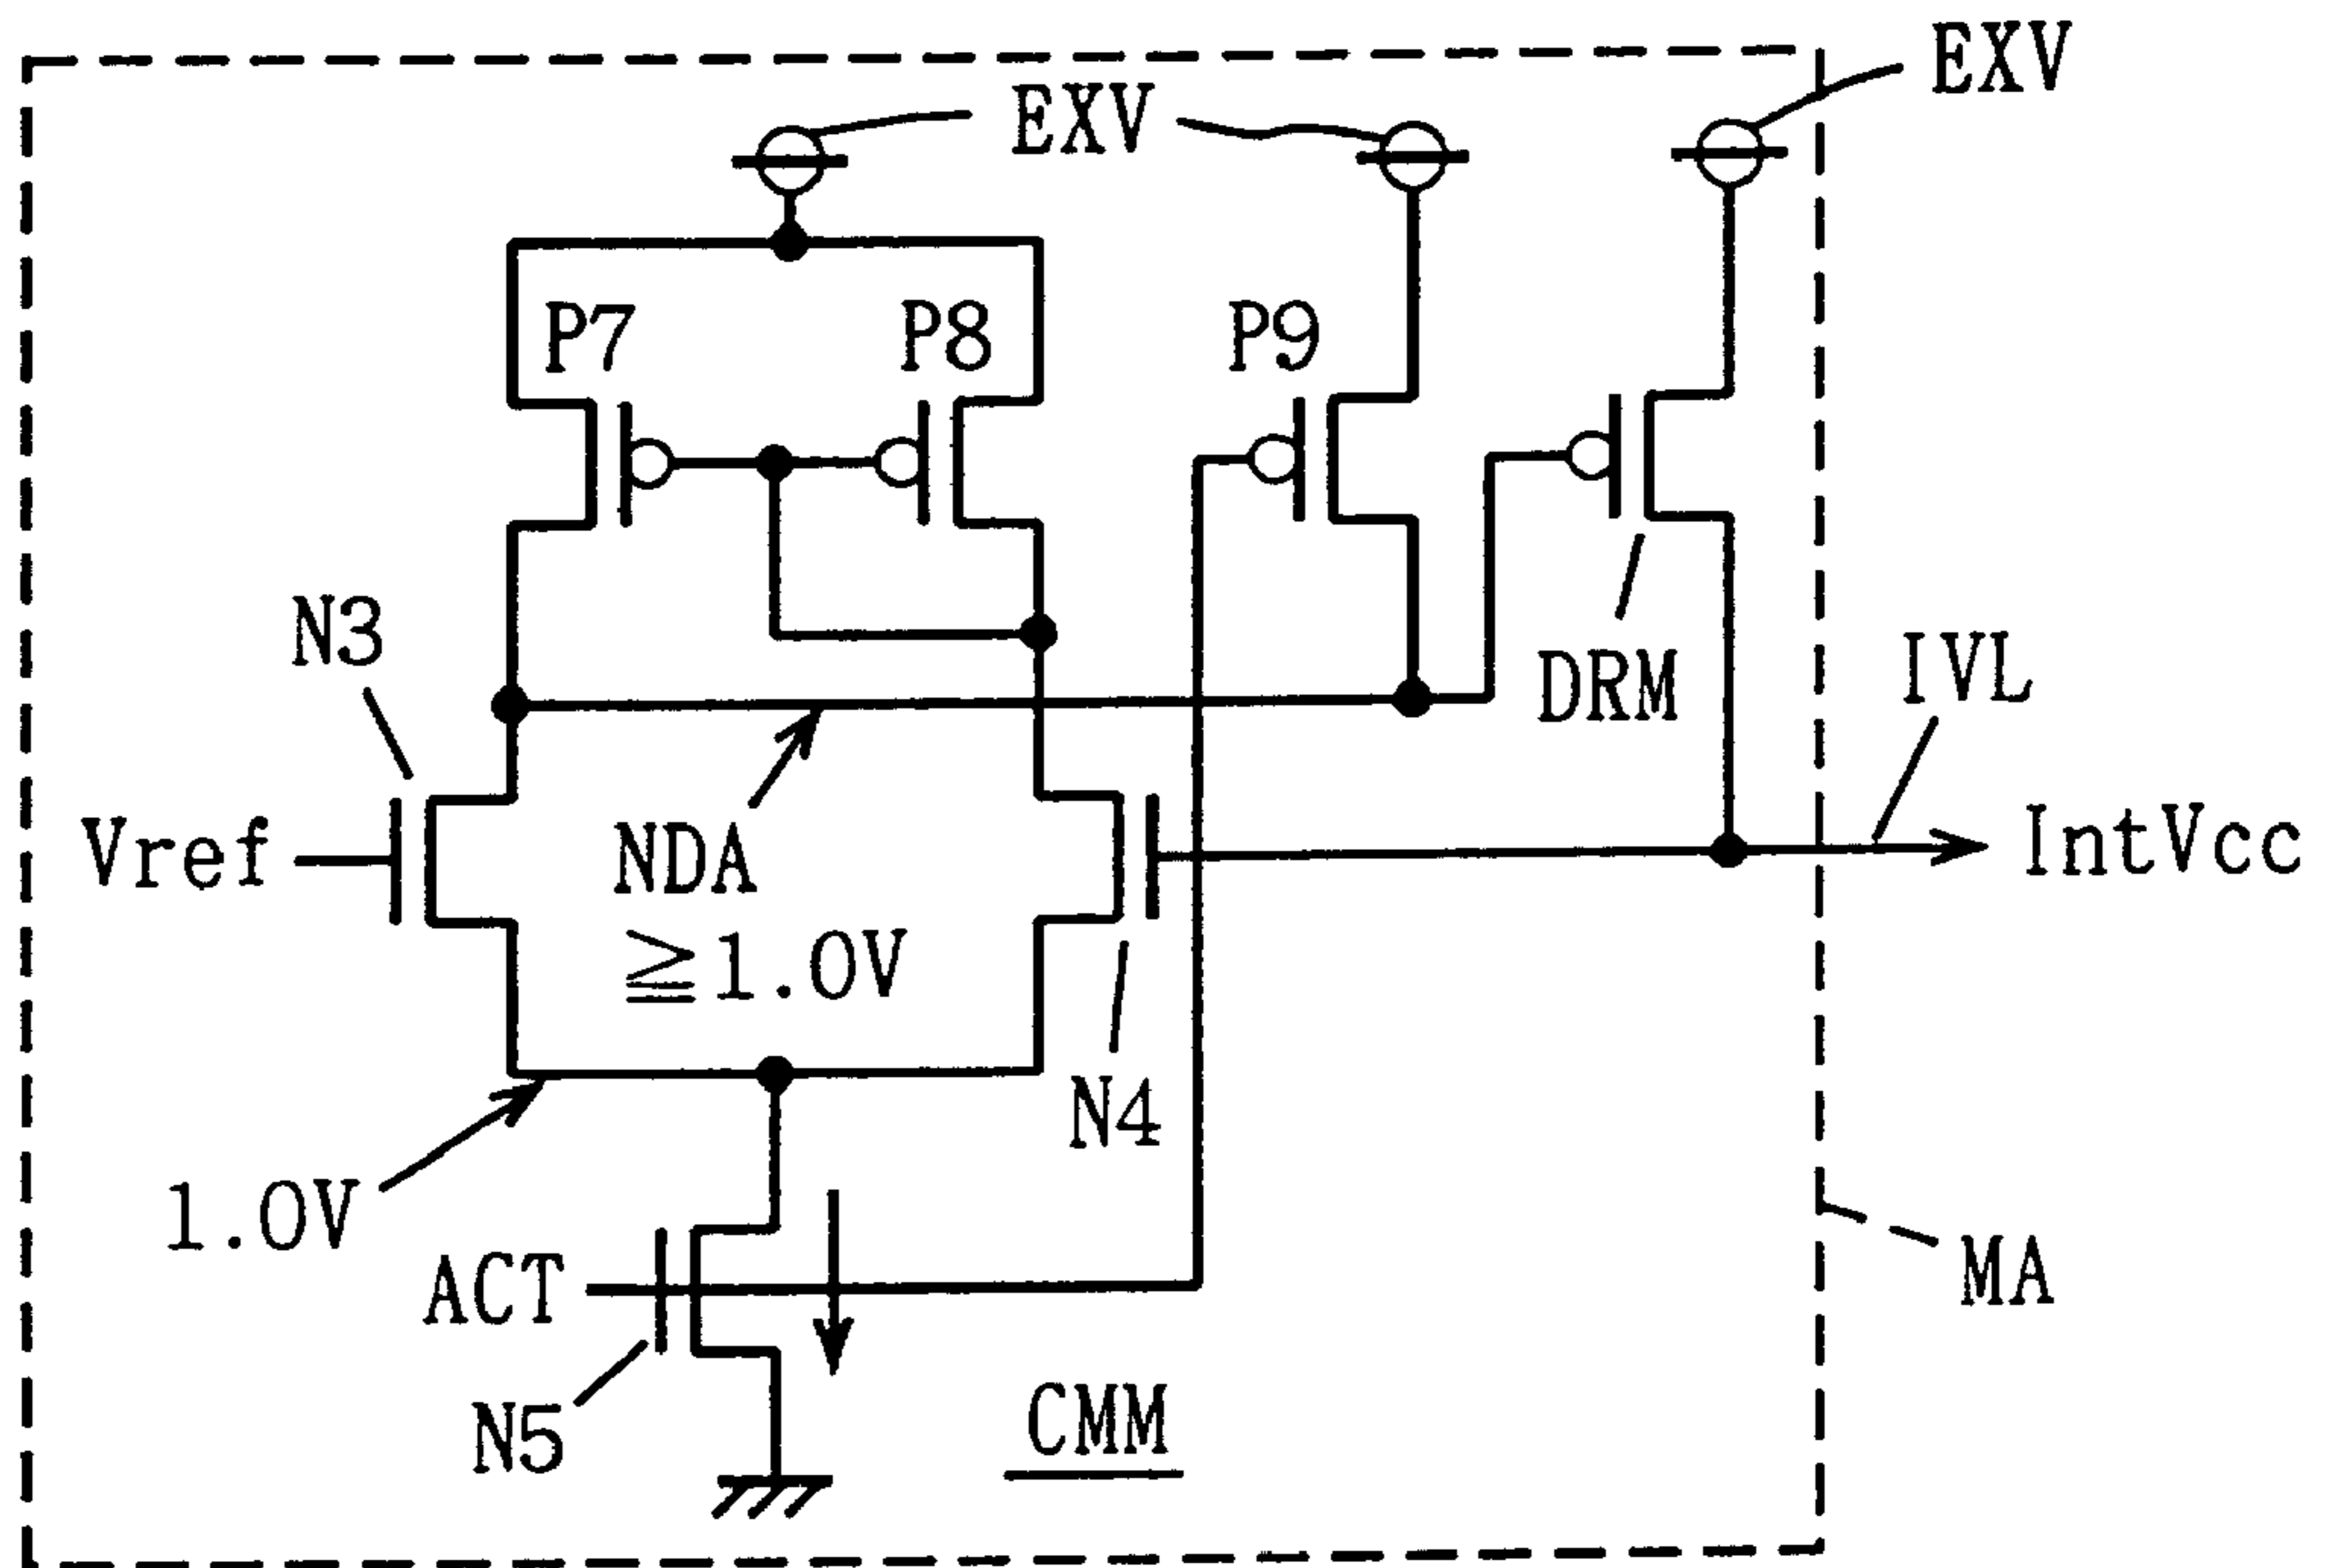 EXV
EXV
P7
P8
P9
N3
DRM
IVL
Vref
NDA
≧1.0V
IntVcc
N4
1.0V
ACT
MA
N5
CMM